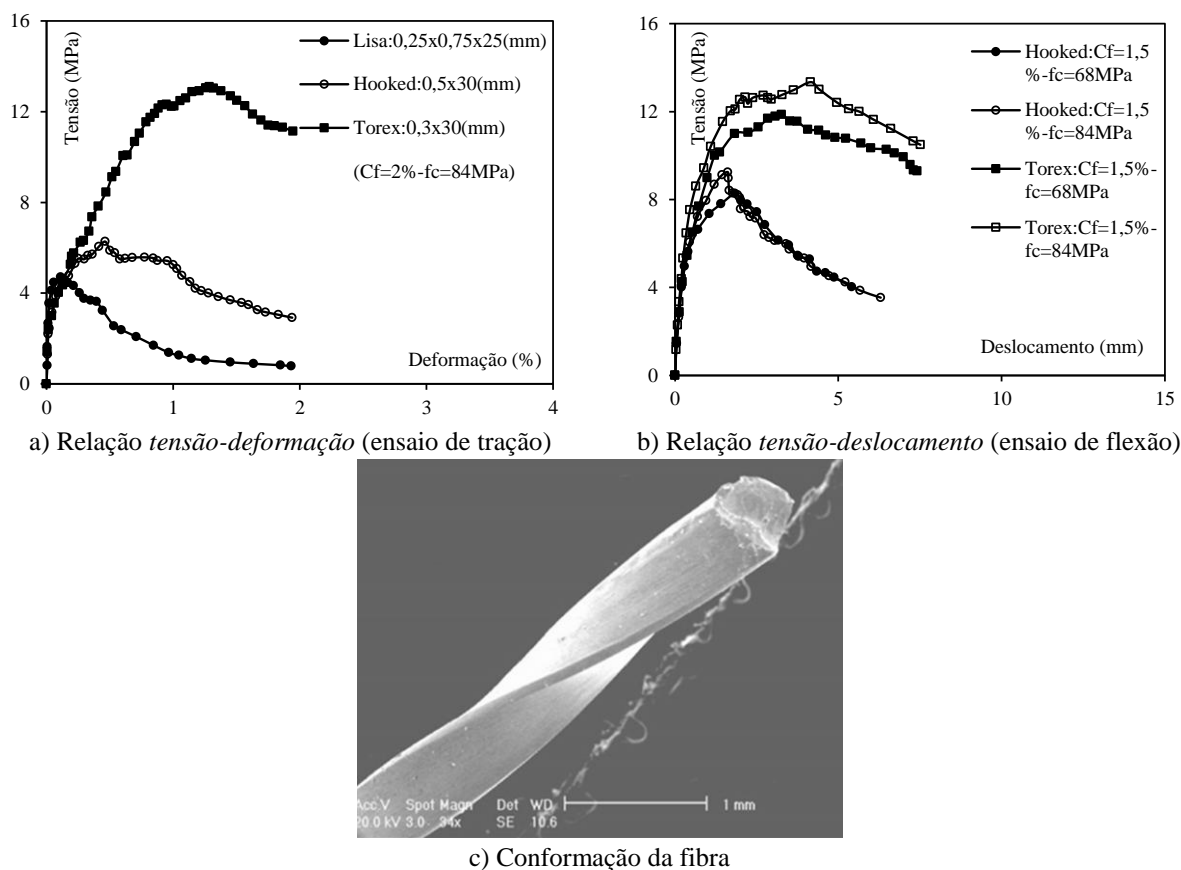 16
12
8
4
0
Tensão (MPa)
Lisa:0,25x0,75x25(mm)
Hooked:0,5x30(mm)
Torex:0,3x30(mm)
(Cf=2%-fc=84MPa)
Deformação (%)
0 1 2 3 4
a) Relação tensão-deformação (ensaio de tração)
16
12
8
4
0
Tensão (MPa)
Hooked:Cf=1,5
%-fc=68MPa
Hooked:Cf=1,5
%-fc=84MPa
Torex:Cf=1,5%-
fc=68MPa
Torex:Cf=1,5%-
fc=84MPa
Deslocamento (mm)
0 5 10 15
b) Relação tensão-deslocamento (ensaio de flexão)
Acc.V Spot Magn Det WD 1 mm
20.0 kV 3.0 34x SE 10.6
c) Conformação da fibra